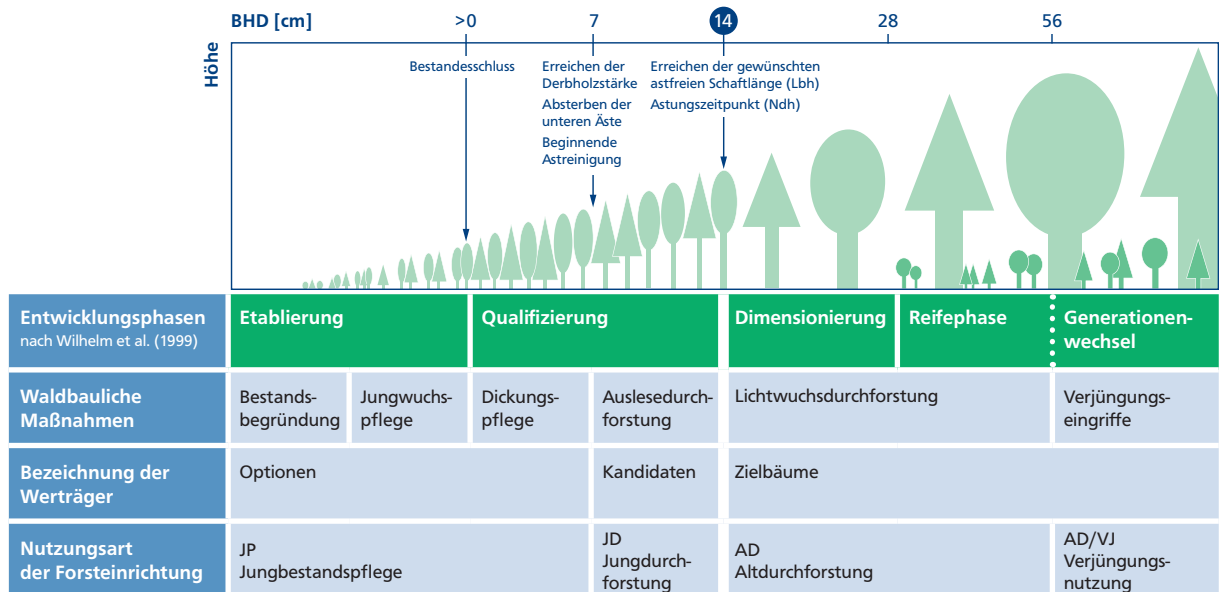 BHD [cm] >0 7 14 28 56
Höhe
Bestandesschluss
Erreichen der
Derbholzstärke
Absterben der
unteren Äste
Beginnende
Astreinigung
Erreichen der gewünschten
astfreien Schaftlänge (Lbh)
Astungszeitpunkt (Ndh)
Entwicklungsphasen
nach Wilhelm et al. (1999)
Etablierung
Qualifizierung
Dimensionierung
Reifephase
Generationen-
wechsel
Waldbauliche
Maßnahmen
Bestands-
begründung
Jungwuchs-
pflege
Dickungs-
pflege
Auslesedurch-
forstung
Lichtwuchsdurchforstung
Verjüngungs-
eingriffe
Bezeichnung der
Werträger
Optionen
Kandidaten
Zielbäume
Nutzungsart
der Forsteinrichtung
JP
Jungbestandspflege
JD
Jungdurch-
forstung
AD
Altdurchforstung
AD/VJ
Verjüngungs-
nutzung